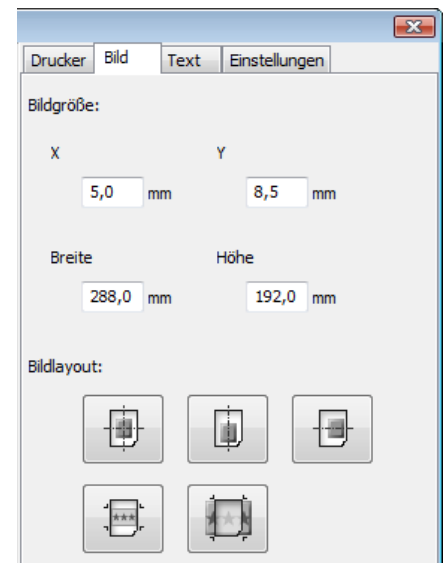 Drucker Bild Text Einstellungen
Bildgröße:
X Y
5,0 mm 8,5 mm
Breite Höhe
288,0 mm 192,0 mm
Bildlayout: